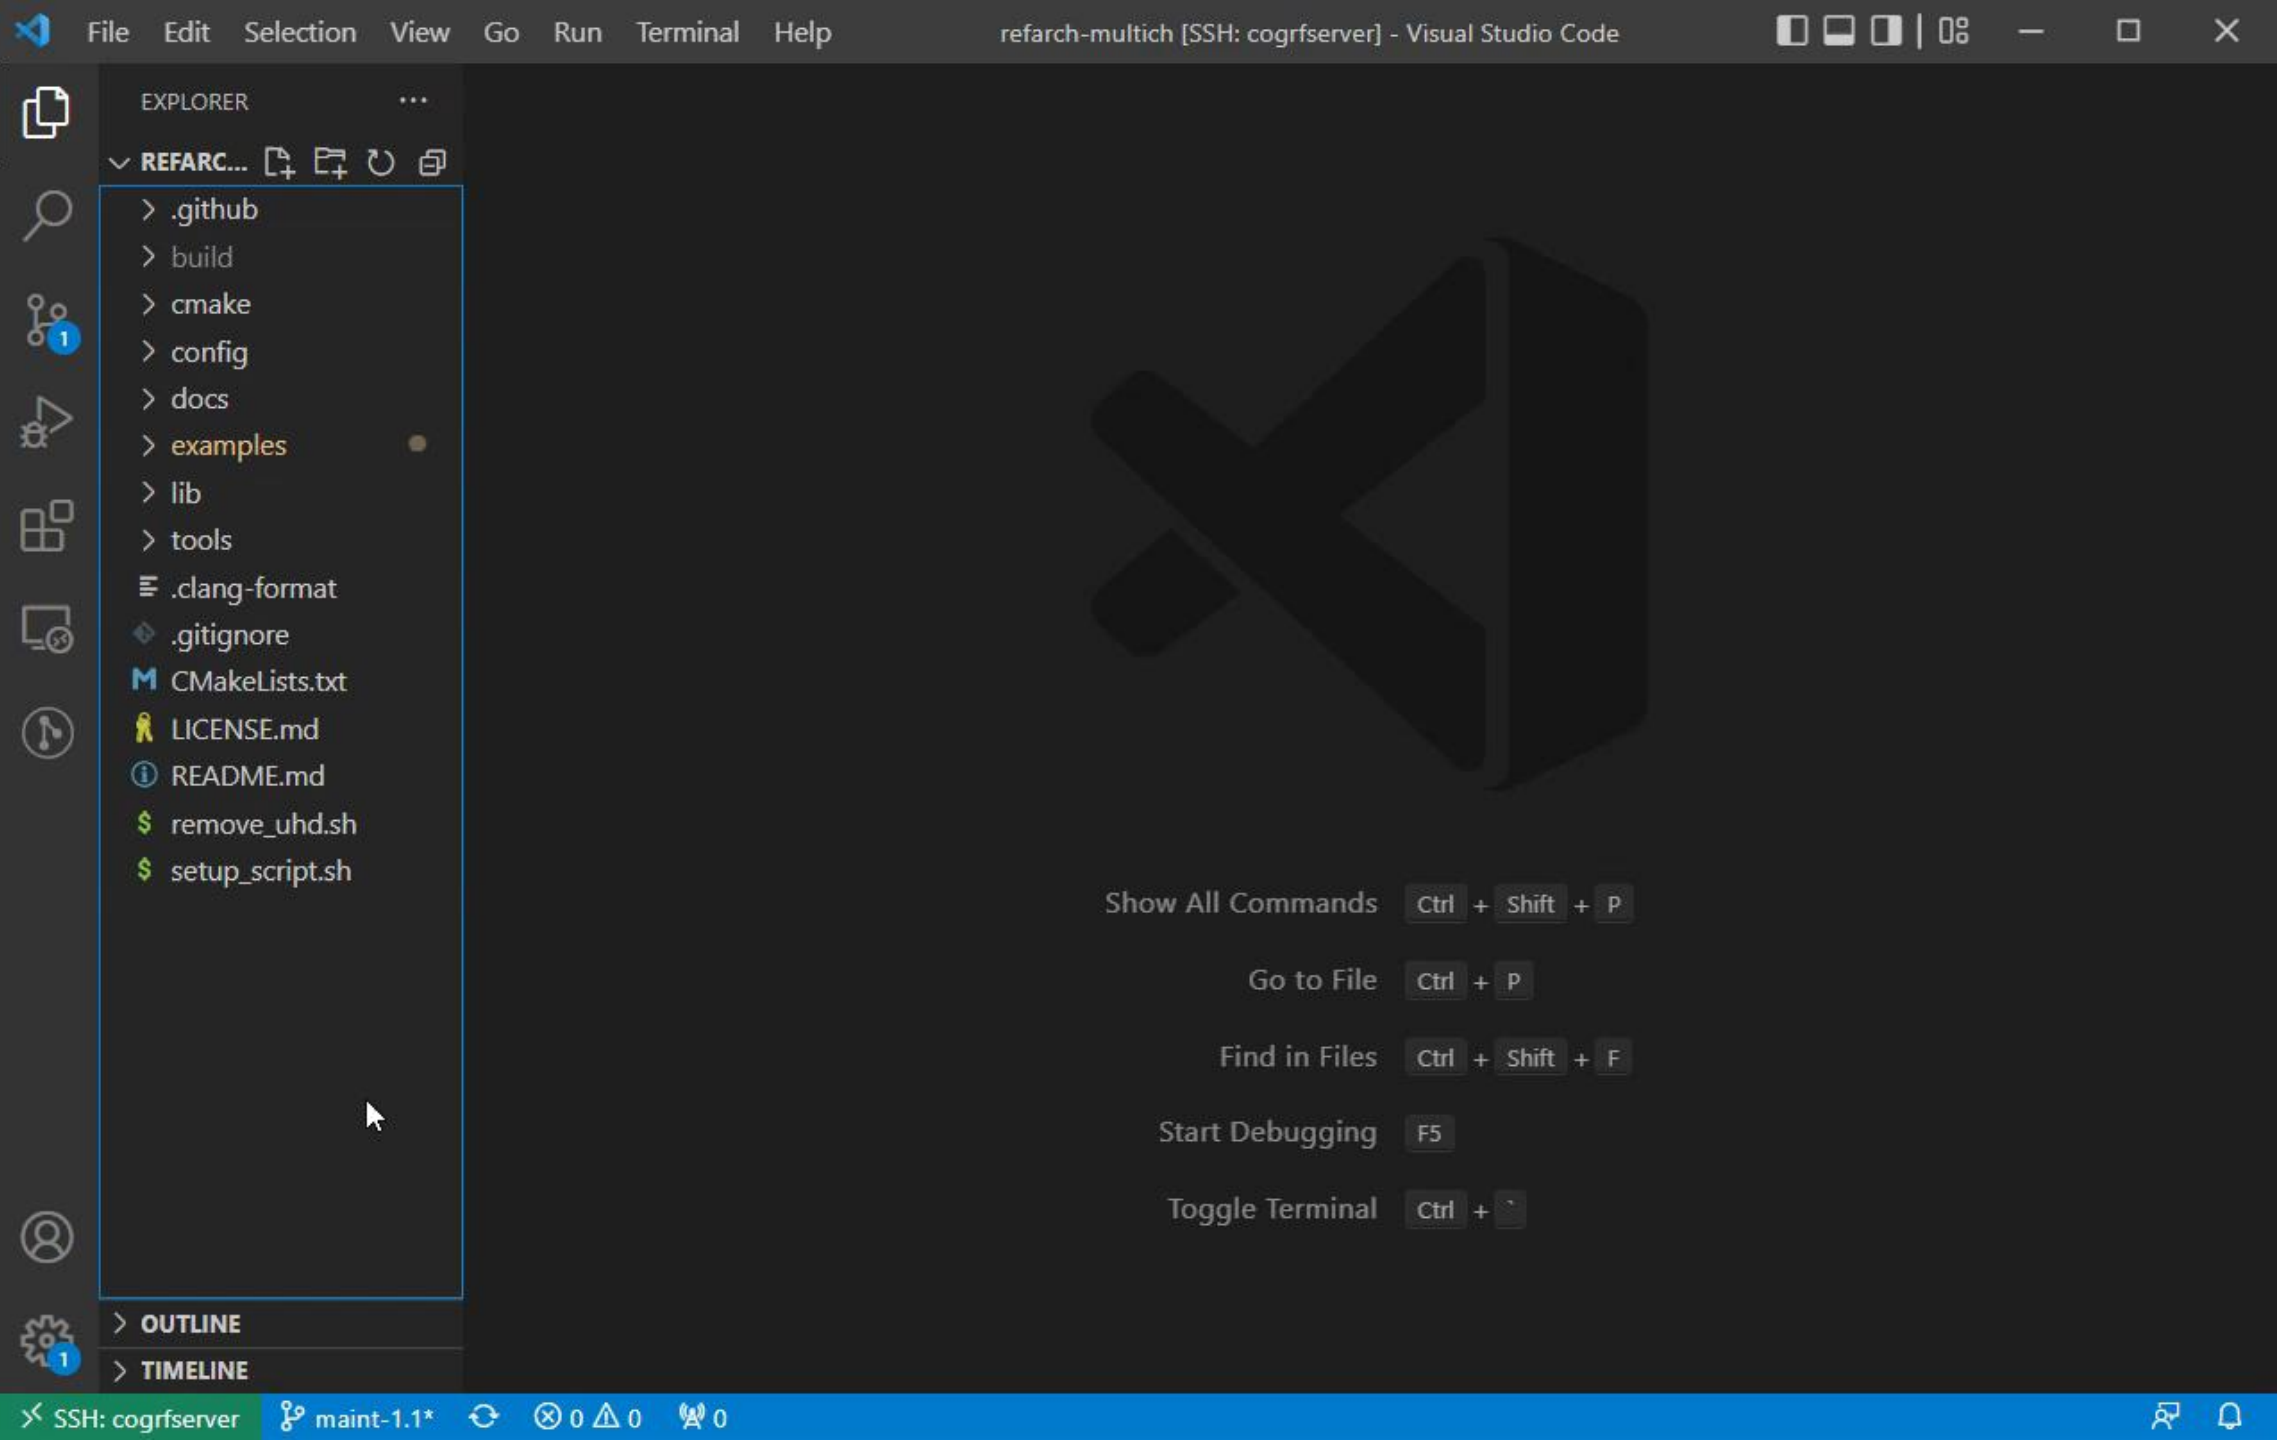 File Edit Selection View Go Run Terminal Help refarch-multich [SSH: cogrfserver] - Visual Studio Code
EXPLORER ...
REFARC...
.github
build
cmake
config
docs
examples
lib
tools
.clang-format
.gitignore
CMakeLists.txt
LICENSE.md
README.md
$ remove_uhd.sh
$ setup_script.sh
1
Show All Commands Ctrl + Shift + P
Go to File Ctrl + P
Find in Files Ctrl + Shift + F
Start Debugging F5
Toggle Terminal Ctrl + `
OUTLINE
1
TIMELINE
SSH: cogrfserver maint-1.1* 0 0 0